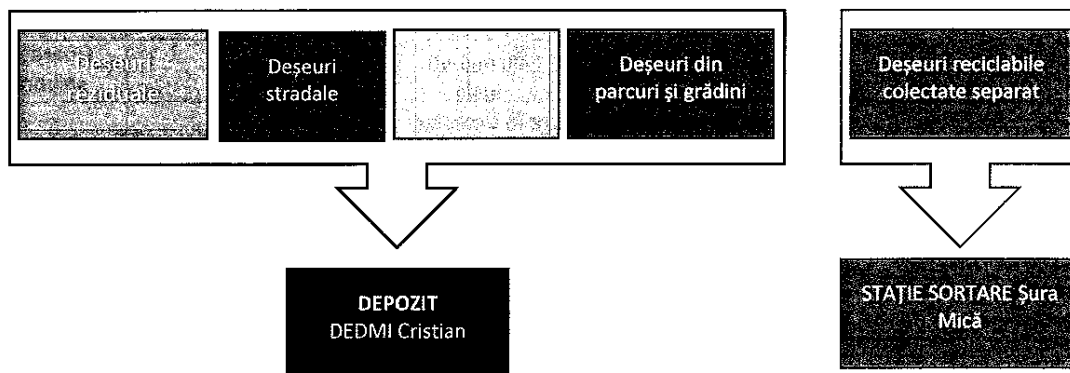 Deșeuri
reziduale
Deșeuri
stradale
Deșeuri din
parcuri și grădini
Deșeuri reciclabile
colectate separat
DEPOZIT
DEDMI Cristian
STAȚIE SORTARE Șura
Mică